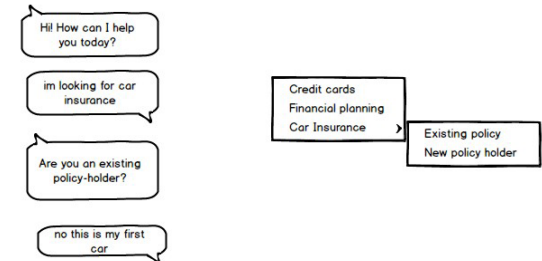 Hi! How can I help
you today?
im looking for car
insurance
Are you an existing
policy-holder?
no this is my first
car
Credit cards
Financial planning
Car Insurance
Existing policy
New policy holder